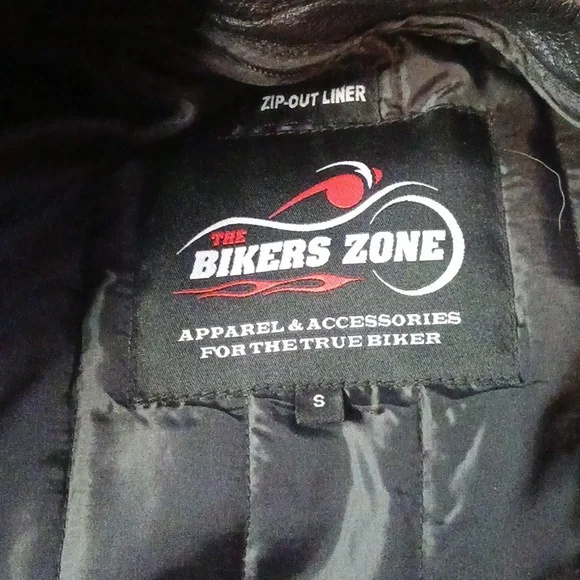 ZIP-OUT LINER
THE
BIKERS ZONE
APPAREL & ACCESSORIES
FOR THE TRUE BIKER
S